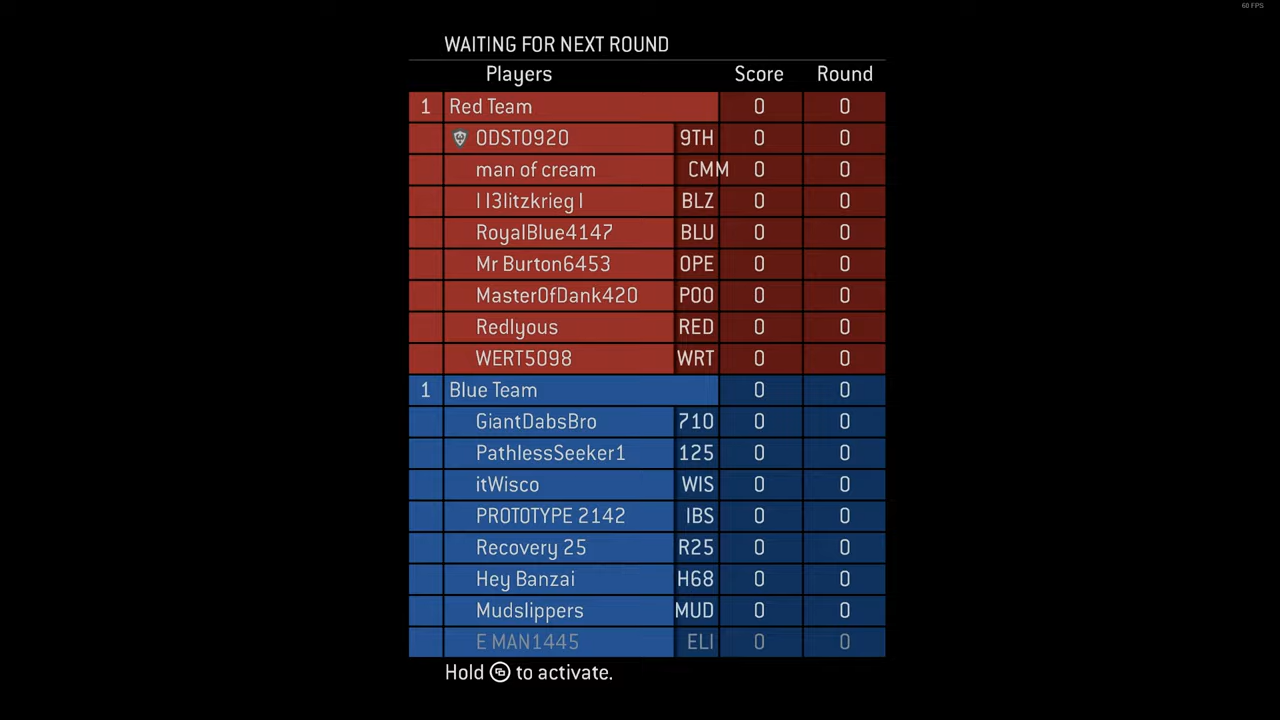 60 FPS
WAITING FOR NEXT ROUND
Players Score Round
1 Red Team 0 0
ODST0920 9TH 0 0
man of cream CMM 0 0
l l3litzkrieg l BLZ 0 0
RoyalBlue4147 BLU 0 0
Mr Burton6453 OPE 0 0
MasterOfDank420 POO 0 0
Redlyous RED 0 0
WERT5098 WRT 0 0
1 Blue Team 0 0
GiantDabsBro 710 0 0
PathlessSeeker1 125 0 0
itWisco WIS 0 0
PROTOTYPE 2142 IBS 0 0
Recovery 25 R25 0 0
Hey Banzai H68 0 0
Mudslippers MUD 0 0
E MAN1445 ELI 0 0
Hold to activate.